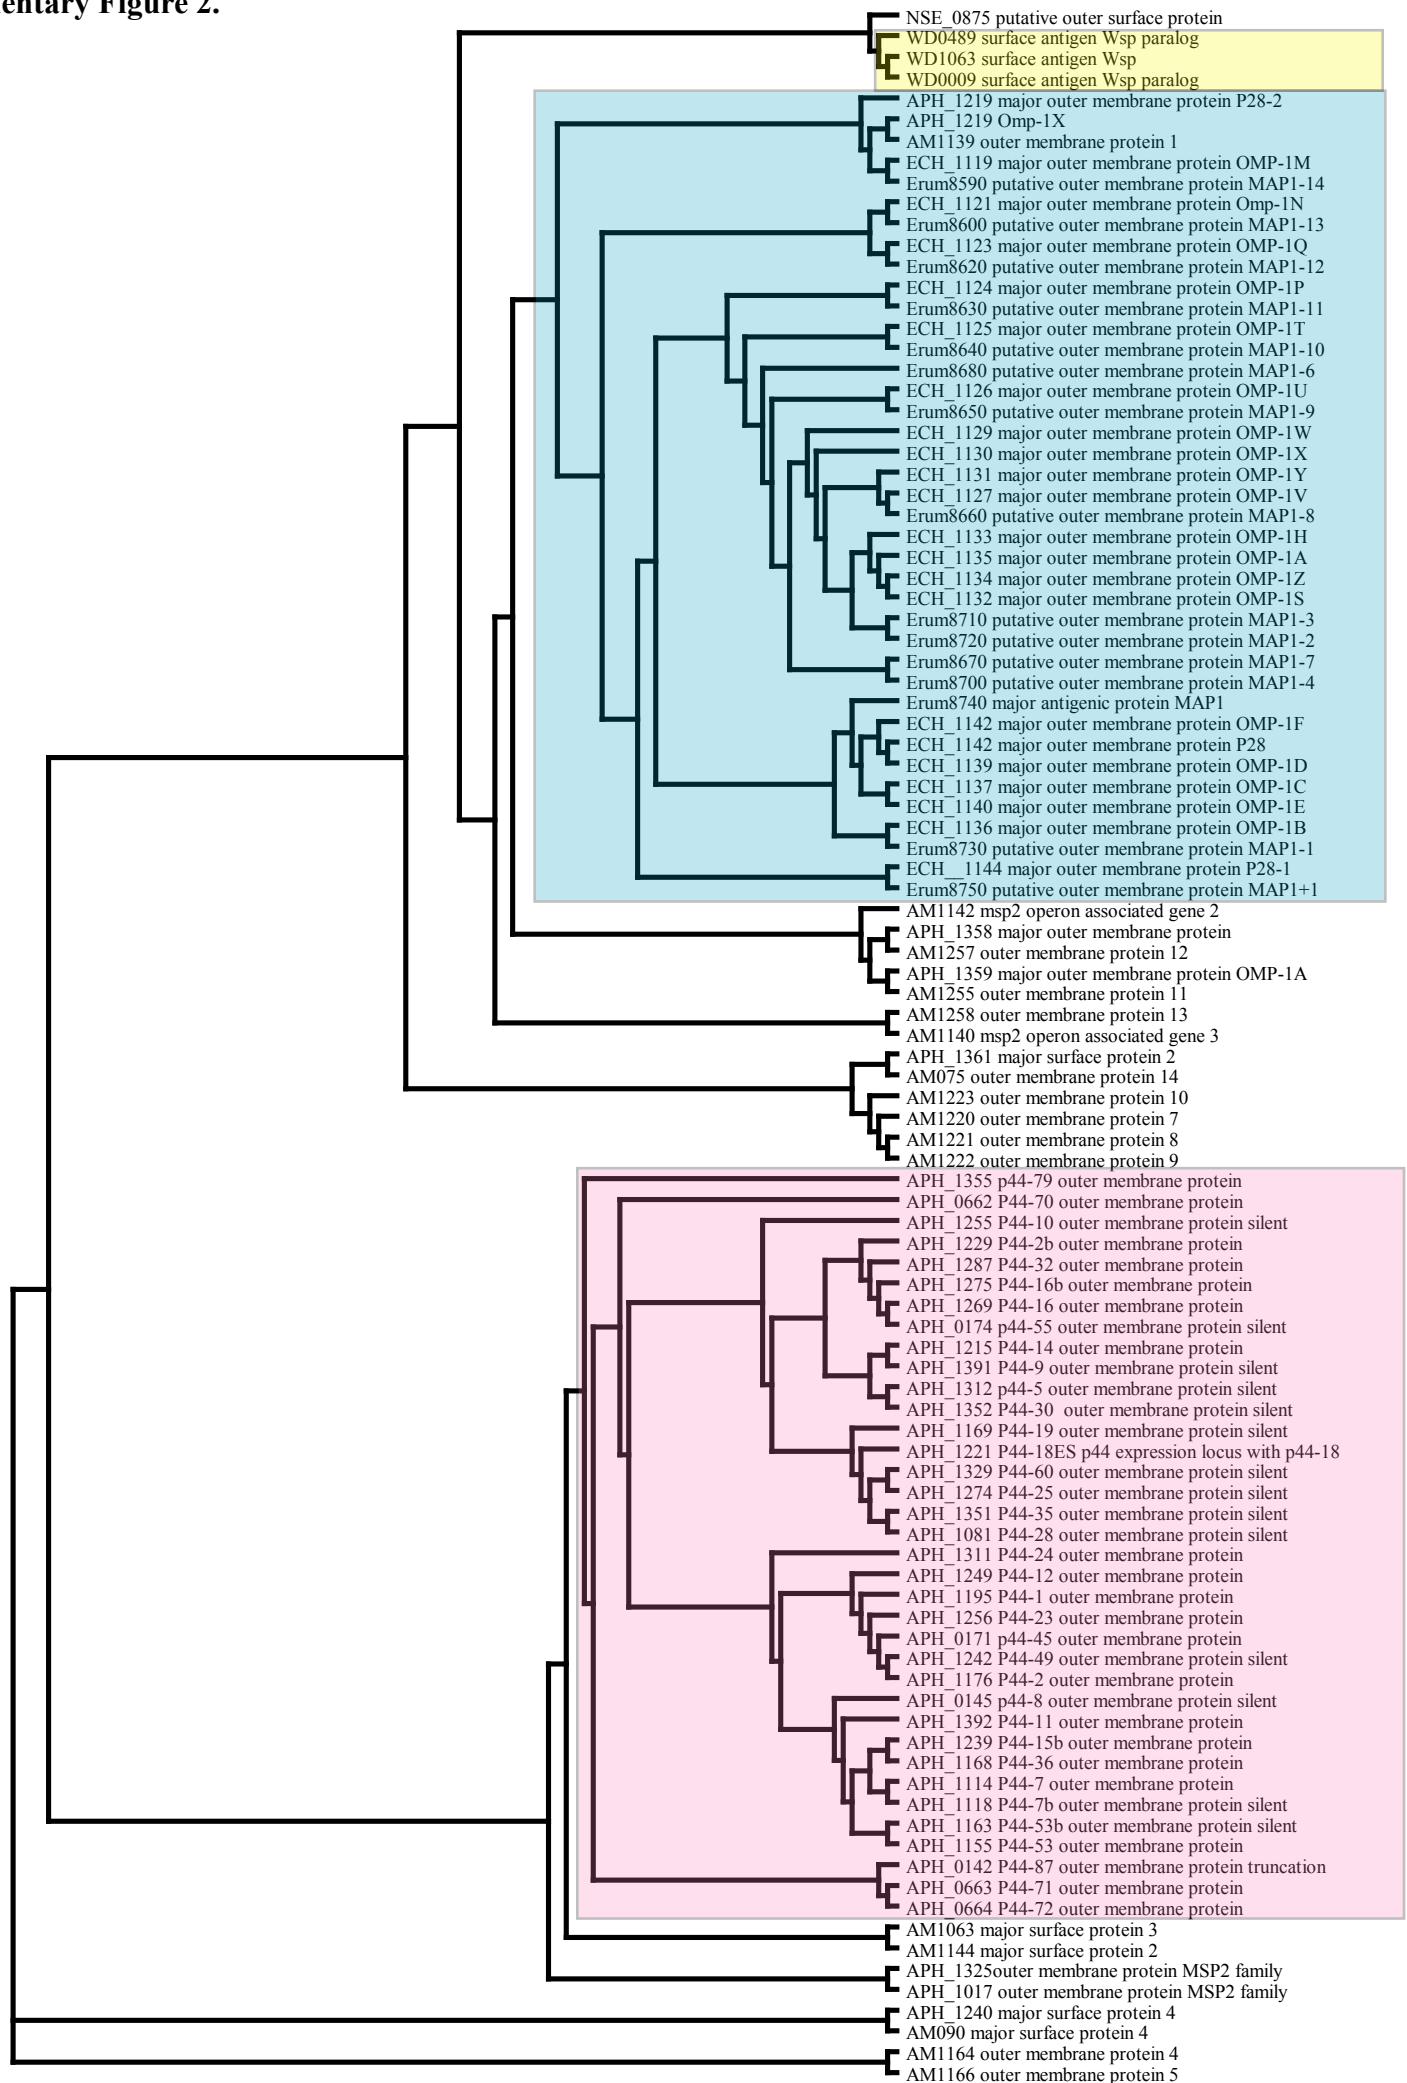 entary Figure 2.
NSE_0875 putative outer surface protein
WD0489 surface antigen Wsp paralog
WD1063 surface antigen Wsp
WD0009 surface antigen Wsp paralog
APH_1219 major outer membrane protein P28-2
APH_1219 Omp-1X
AM1139 outer membrane protein 1
ECH_1119 major outer membrane protein OMP-1M
Erum8590 putative outer membrane protein MAP1-14
ECH_1121 major outer membrane protein Omp-1N
Erum8600 putative outer membrane protein MAP1-13
ECH_1123 major outer membrane protein OMP-1Q
Erum8620 putative outer membrane protein MAP1-12
ECH_1124 major outer membrane protein OMP-1P
Erum8630 putative outer membrane protein MAP1-11
ECH_1125 major outer membrane protein OMP-1T
Erum8640 putative outer membrane protein MAP1-10
Erum8680 putative outer membrane protein MAP1-6
ECH_1126 major outer membrane protein OMP-1U
Erum8650 putative outer membrane protein MAP1-9
ECH_1129 major outer membrane protein OMP-1W
ECH_1130 major outer membrane protein OMP-1X
ECH_1131 major outer membrane protein OMP-1Y
ECH_1127 major outer membrane protein OMP-1V
Erum8660 putative outer membrane protein MAP1-8
ECH_1133 major outer membrane protein OMP-1H
ECH_1135 major outer membrane protein OMP-1A
ECH_1134 major outer membrane protein OMP-1Z
ECH_1132 major outer membrane protein OMP-1S
Erum8710 putative outer membrane protein MAP1-3
Erum8720 putative outer membrane protein MAP1-2
Erum8670 putative outer membrane protein MAP1-7
Erum8700 putative outer membrane protein MAP1-4
Erum8740 major antigenic protein MAP1
ECH_1142 major outer membrane protein OMP-1F
ECH_1142 major outer membrane protein P28
ECH_1139 major outer membrane protein OMP-1D
ECH_1137 major outer membrane protein OMP-1C
ECH_1140 major outer membrane protein OMP-1E
ECH_1136 major outer membrane protein OMP-1B
Erum8730 putative outer membrane protein MAP1-1
ECH__1144 major outer membrane protein P28-1
Erum8750 putative outer membrane protein MAP1+1
AM1142 msp2 operon associated gene 2
APH_1358 major outer membrane protein
AM1257 outer membrane protein 12
APH_1359 major outer membrane protein OMP-1A
AM1255 outer membrane protein 11
AM1258 outer membrane protein 13
AM1140 msp2 operon associated gene 3
APH_1361 major surface protein 2
AM075 outer membrane protein 14
AM1223 outer membrane protein 10
AM1220 outer membrane protein 7
AM1221 outer membrane protein 8
AM1222 outer membrane protein 9
APH_1355 p44-79 outer membrane protein
APH_0662 P44-70 outer membrane protein
APH_1255 P44-10 outer membrane protein silent
APH_1229 P44-2b outer membrane protein
APH_1287 P44-32 outer membrane protein
APH_1275 P44-16b outer membrane protein
APH_1269 P44-16 outer membrane protein
APH_0174 p44-55 outer membrane protein silent
APH_1215 P44-14 outer membrane protein
APH_1391 P44-9 outer membrane protein silent
APH_1312 p44-5 outer membrane protein silent
APH_1352 P44-30 outer membrane protein silent
APH_1169 P44-19 outer membrane protein silent
APH_1221 P44-18ES p44 expression locus with p44-18
APH_1329 P44-60 outer membrane protein silent
APH_1274 P44-25 outer membrane protein silent
APH_1351 P44-35 outer membrane protein silent
APH_1081 P44-28 outer membrane protein silent
APH_1311 P44-24 outer membrane protein
APH_1249 P44-12 outer membrane protein
APH_1195 P44-1 outer membrane protein
APH_1256 P44-23 outer membrane protein
APH_0171 p44-45 outer membrane protein
APH_1242 P44-49 outer membrane protein silent
APH_1176 P44-2 outer membrane protein
APH_0145 p44-8 outer membrane protein silent
APH_1392 P44-11 outer membrane protein
APH_1239 P44-15b outer membrane protein
APH_1168 P44-36 outer membrane protein
APH_1114 P44-7 outer membrane protein
APH_1118 P44-7b outer membrane protein silent
APH_1163 P44-53b outer membrane protein silent
APH_1155 P44-53 outer membrane protein
APH_0142 P44-87 outer membrane protein truncation
APH_0663 P44-71 outer membrane protein
APH_0664 P44-72 outer membrane protein
AM1063 major surface protein 3
AM1144 major surface protein 2
APH_1325outer membrane protein MSP2 family
APH_1017 outer membrane protein MSP2 family
APH_1240 major surface protein 4
AM090 major surface protein 4
AM1164 outer membrane protein 4
AM1166 outer membrane protein 5